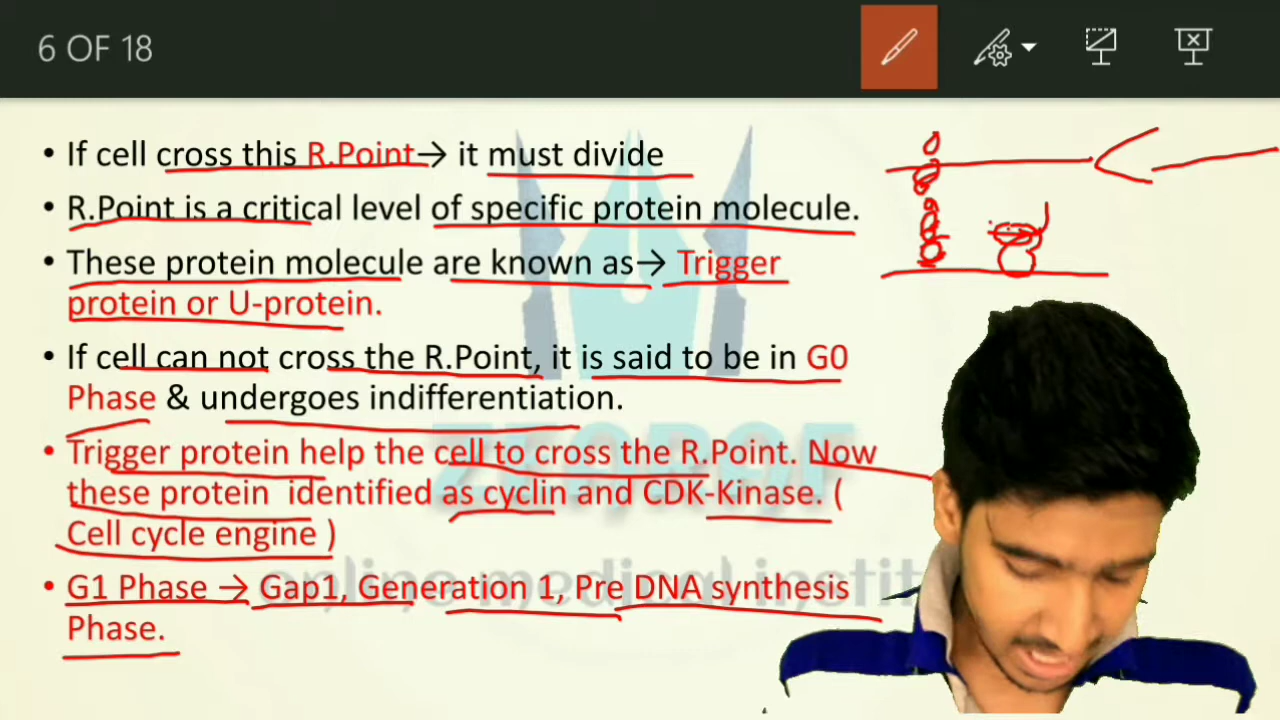 6 OF 18
• If cell cross this R.Point→ it must divide
• R.Point is a critical level of specific protein molecule.
• These protein molecule are known as→ Trigger
protein or U-protein.
• If cell can not cross the R.Point, it is said to be in G0
Phase & undergoes indifferentiation.
• Trigger protein help the cell to cross the R.Point. Now
these protein identified as cyclin and CDK-Kinase. (
Cell cycle engine )
online medical instit
• G1 Phase → Gap1, Generation 1, Pre DNA synthesis
Phase.